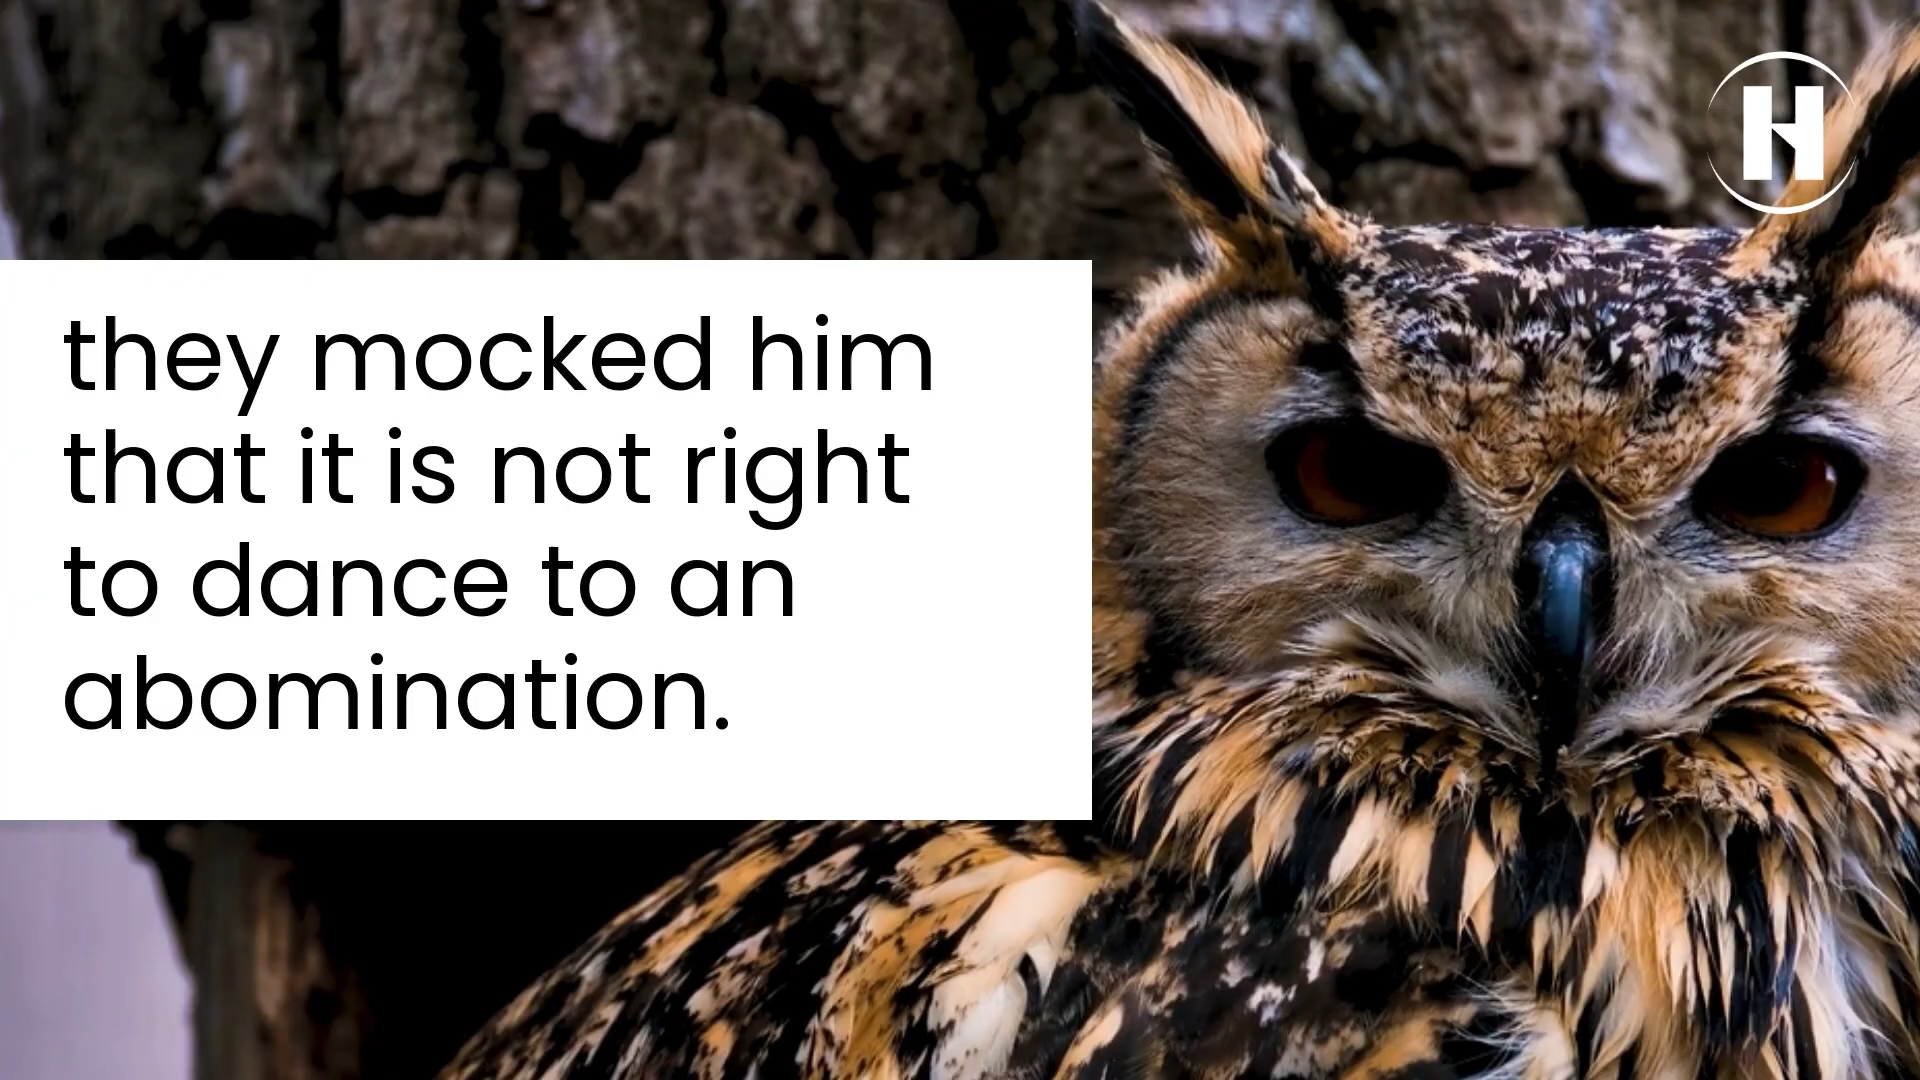 H
they mocked him
that it is not right
to dance to an
abomination.